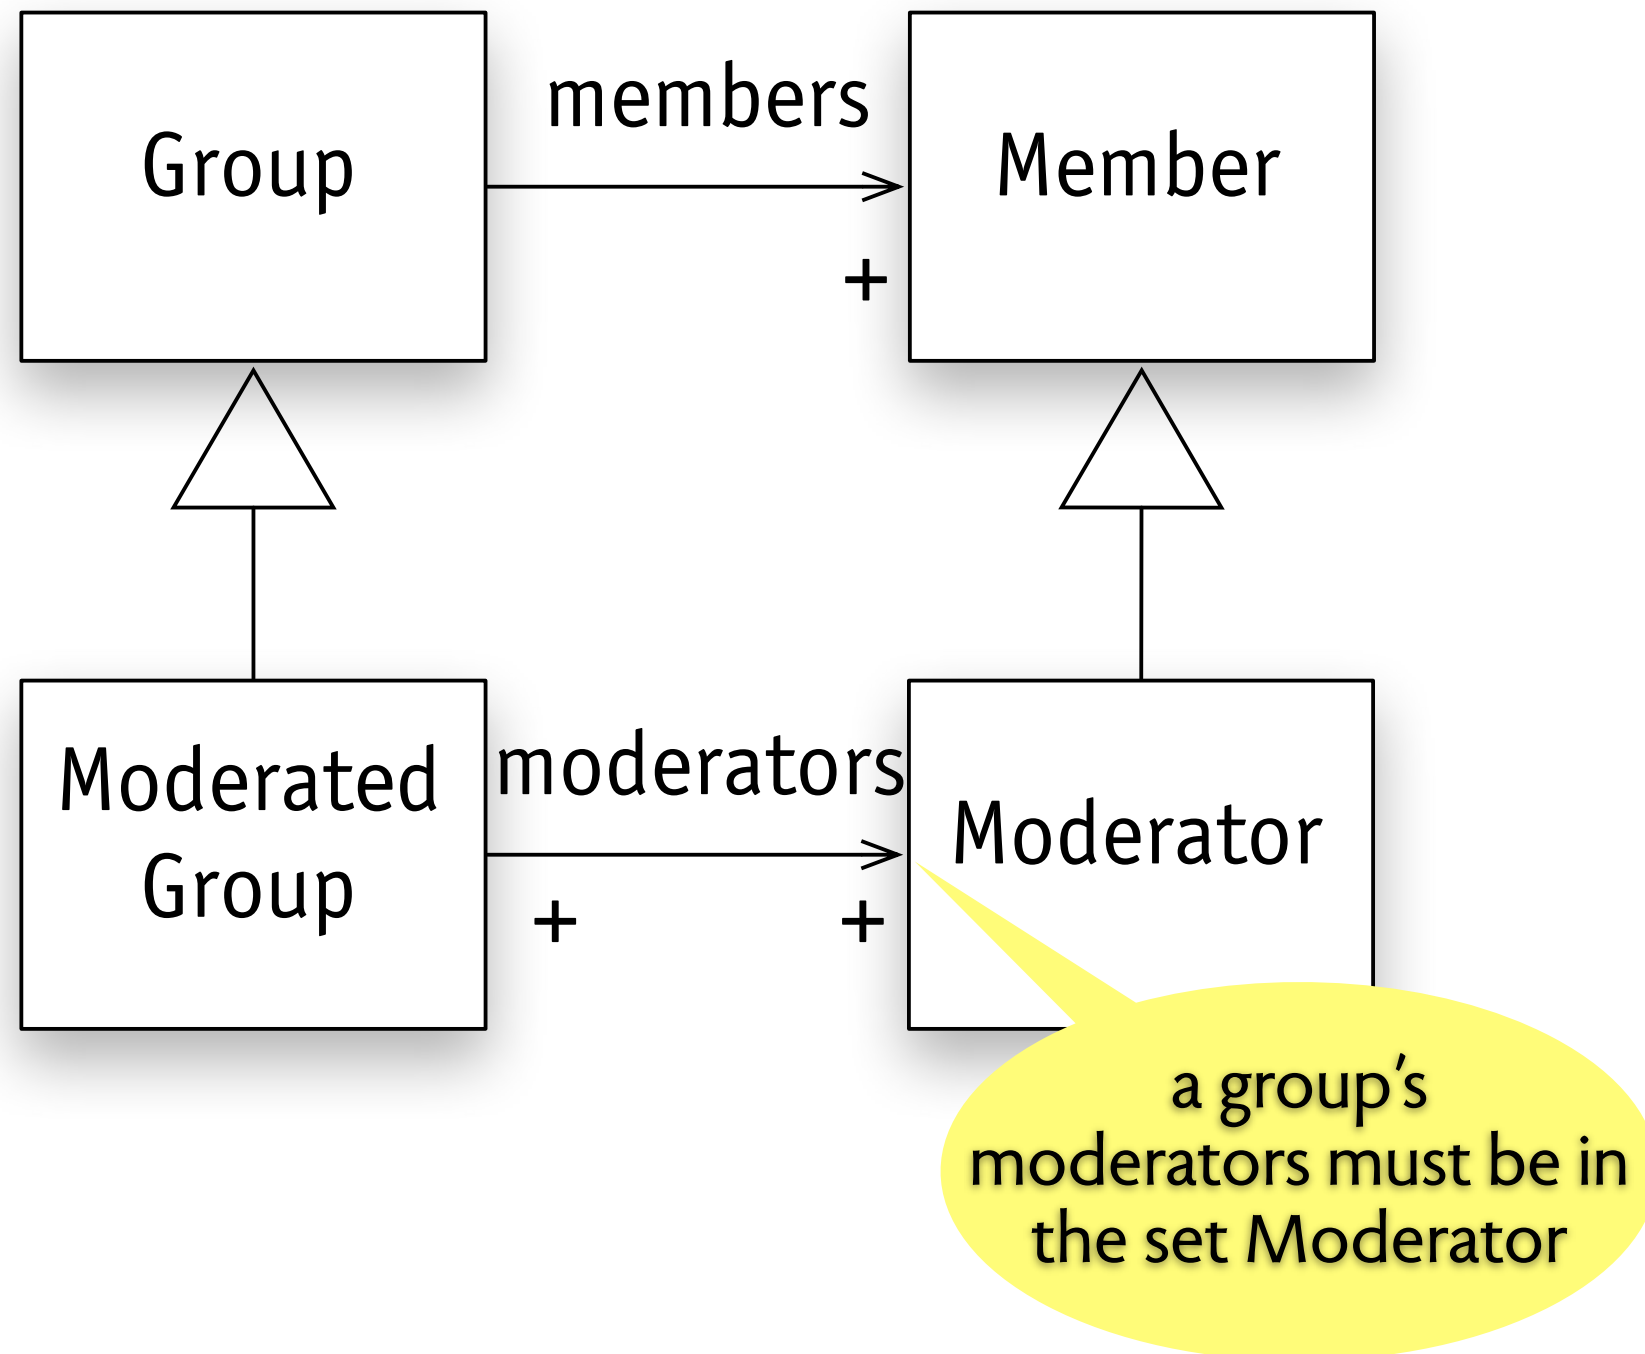 Group
members
Member
+
Moderated
Group
moderators
Moderator
+
+
a group's
moderators must be in
the set Moderator